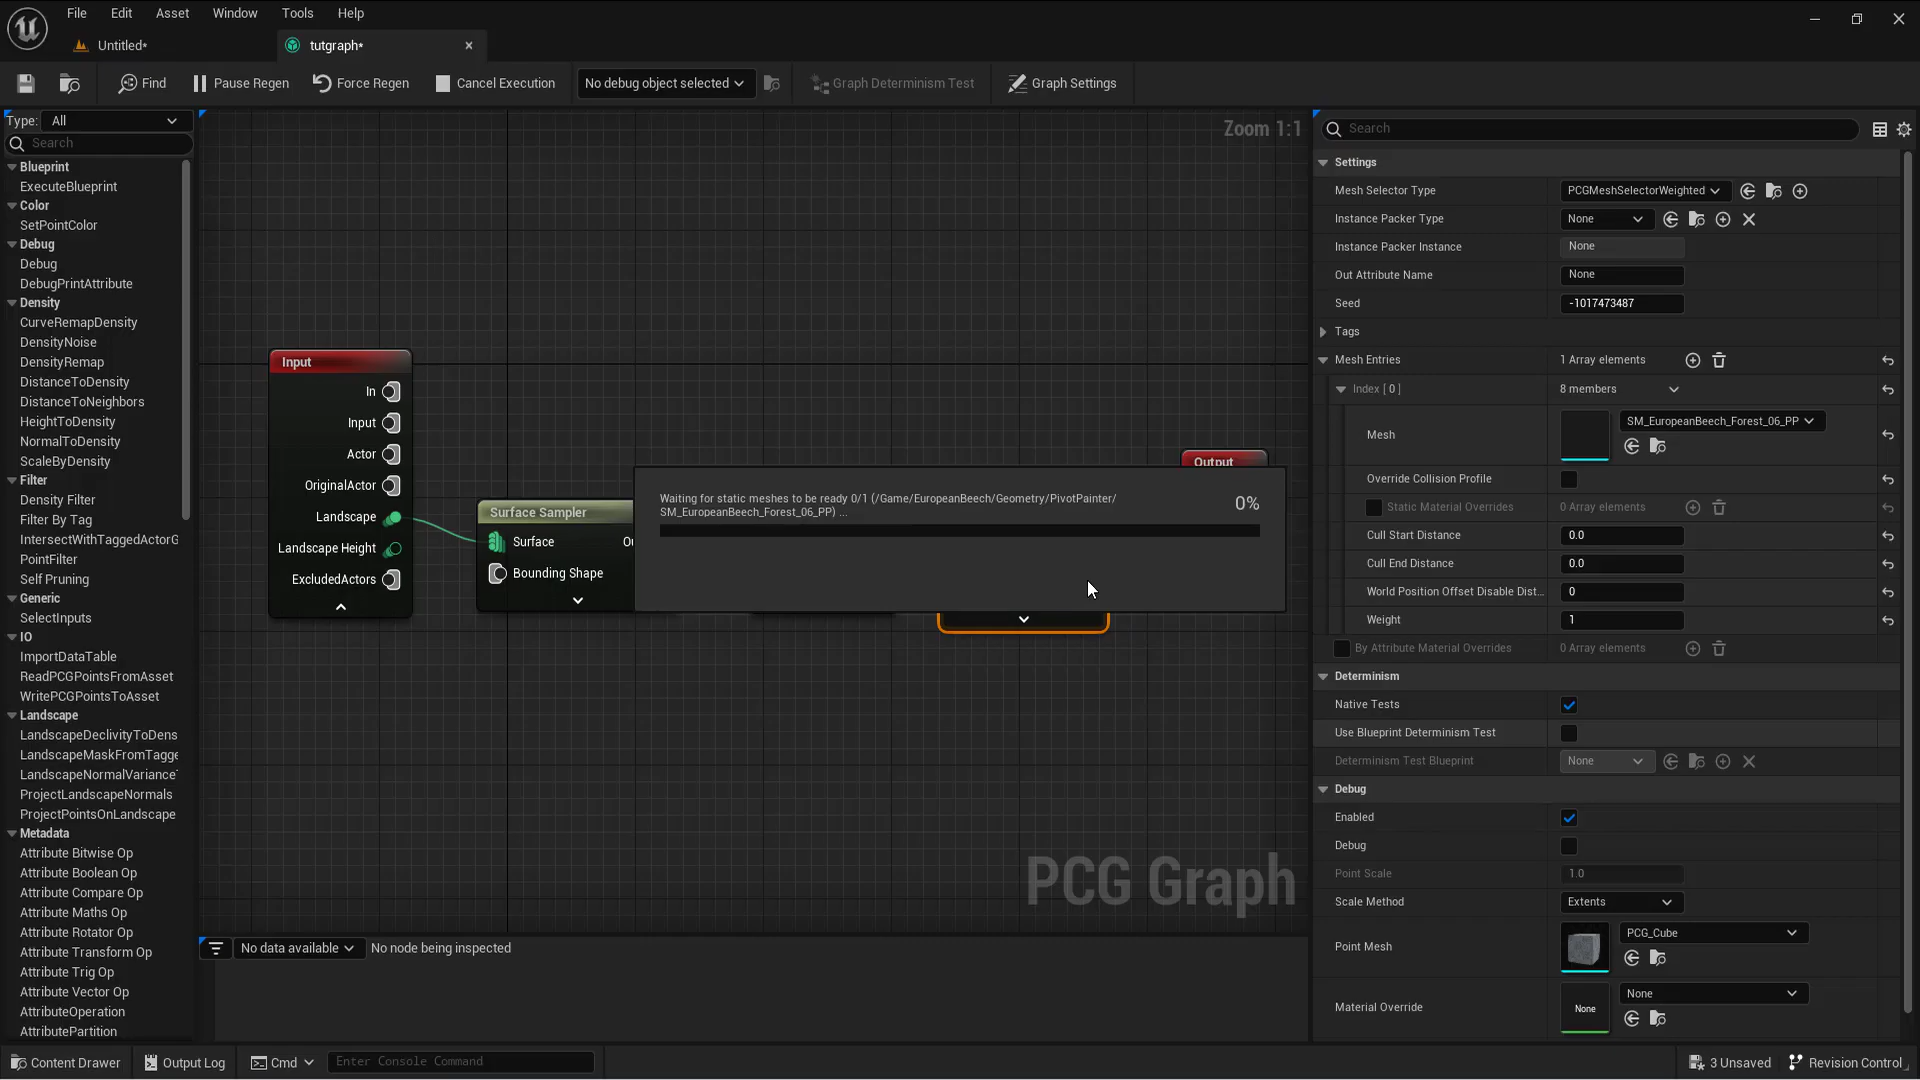 File
Edit
Asset
Window
Tools
Help
Untitled*
tutgraph*
Find
Pause Regen
Force Regen
Cancel Execution
No debug object selected
Graph Determinism Test
Graph Settings
Type:
All
Search
Blueprint
ExecuteBlueprint
Color
SetPointColor
Debug
Debug
DebugPrintAttribute
Density
CurveRemapDensity
DensityNoise
DensityRemap
DistanceToDensity
DistanceToNeighbors
HeightToDensity
NormalToDensity
ScaleByDensity
Filter
Density Filter
Filter By Tag
IntersectWithTaggedActorG
PointFilter
Self Pruning
Generic
SelectInputs
IO
ImportDataTable
ReadPCGPointsFromAsset
WritePCGPointsToAsset
Landscape
LandscapeDeclivityToDens
LandscapeMaskFromTagge
LandscapeNormalVariance
ProjectLandscapeNormals
ProjectPointsOnLandscape
Metadata
Attribute Bitwise Op
Attribute Boolean Op
Attribute Compare Op
Attribute Maths Op
Attribute Rotator Op
Attribute Transform Op
Attribute Trig Op
Attribute Vector Op
AttributeOperation
AttributePartition
Zoom 1:1
Input
In
Input
Actor
OriginalActor
Landscape
Landscape Height
ExcludedActors
Surface Sampler
Surface
Bounding Shape
Output
Waiting for static meshes to be ready 0/1 (/Game/EuropeanBeech/Geometry/PivotPainter/
SM_EuropeanBeech_Forest_06_PP) ...
0%
PCG Graph
No data available
No node being inspected
Search
Settings
Mesh Selector Type
PCGMeshSelectorWeighted
Instance Packer Type
None
Instance Packer Instance
None
Out Attribute Name
None
Seed
-1017473487
Tags
Mesh Entries
1 Array elements
Index [ 0 ]
8 members
Mesh
SM_EuropeanBeech_Forest_06_PP
Override Collision Profile
Static Material Overrides
0 Array elements
Cull Start Distance
0.0
Cull End Distance
0.0
World Position Offset Disable Dist...
0
Weight
1
By Attribute Material Overrides
0 Array elements
Determinism
Native Tests
Use Blueprint Determinism Test
Determinism Test Blueprint
None
Debug
Enabled
Debug
Point Scale
1.0
Scale Method
Extents
Point Mesh
PCG_Cube
Material Override
None
None
Content Drawer
Output Log
Cmd
Enter Console Command
3 Unsaved
Revision Control